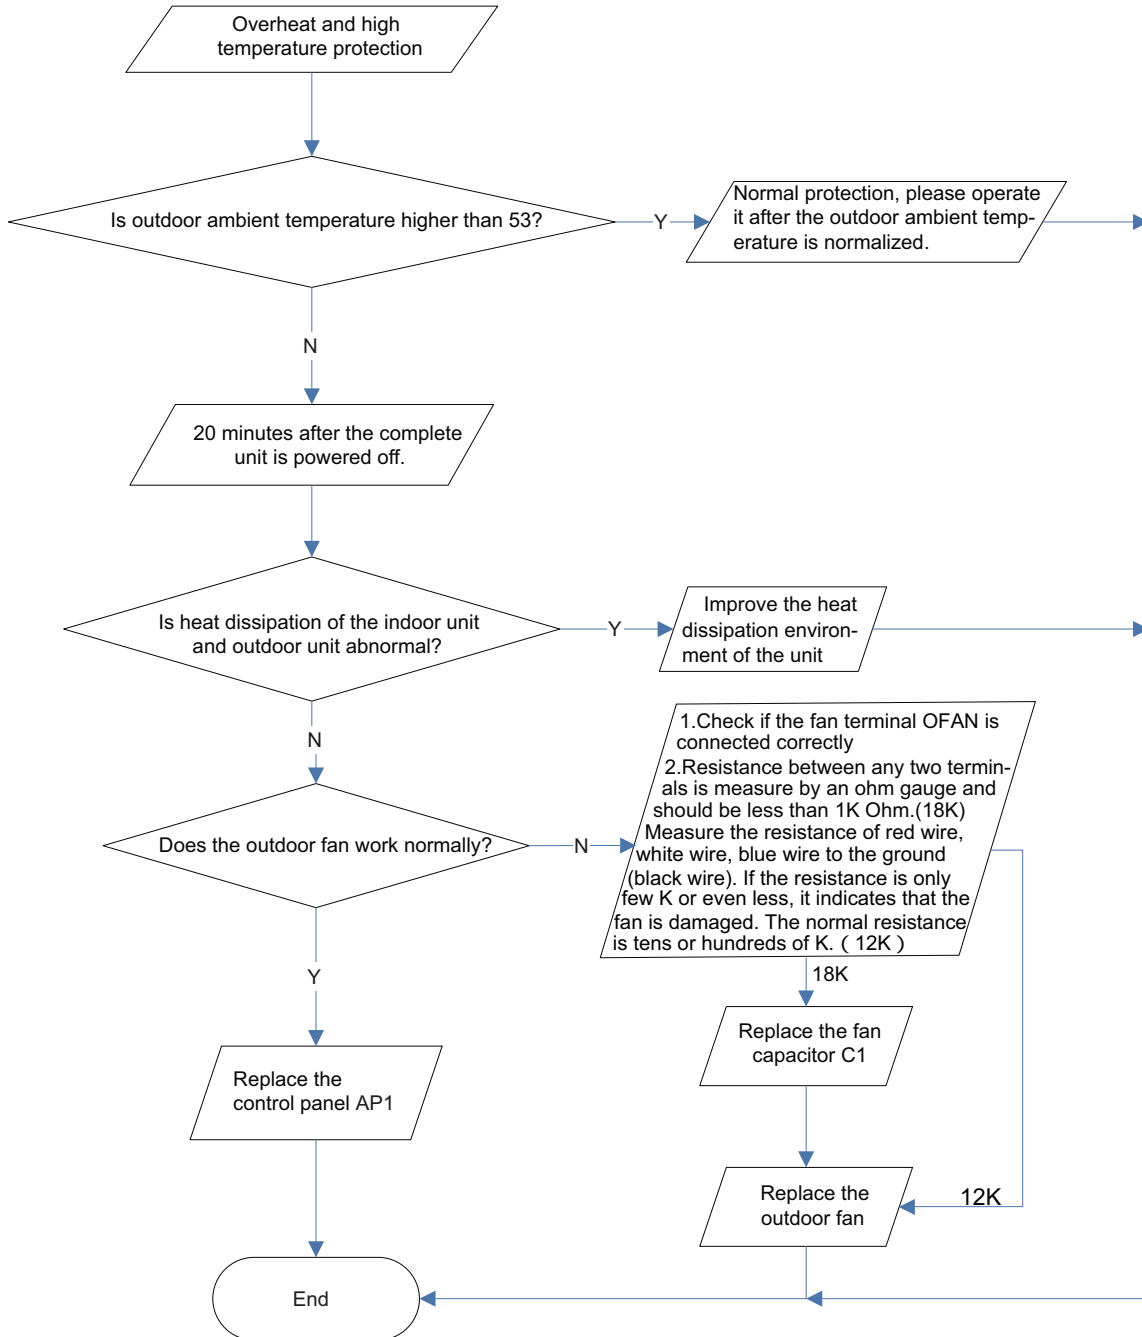 Overheat and high
temperature protection
Is outdoor ambient temperature higher than 53?
Y
Normal protection, please operate
it after the outdoor ambient temp-
erature is normalized.
N
20 minutes after the complete
unit is powered off.
Is heat dissipation of the indoor unit
and outdoor unit abnormal?
Y
Improve the heat
dissipation environ-
ment of the unit
N
Does the outdoor fan work normally?
N
1.Check if the fan terminal OFAN is
connected correctly
2.Resistance between any two termin-
als is measure by an ohm gauge and
should be less than 1K Ohm.(18K)
Measure the resistance of red wire,
white wire, blue wire to the ground
(black wire). If the resistance is only
few K or even less, it indicates that the
fan is damaged. The normal resistance
is tens or hundreds of K. ( 12K )
Y
18K
Replace the fan
capacitor C1
Replace the
control panel AP1
Replace the
outdoor fan
12K
End